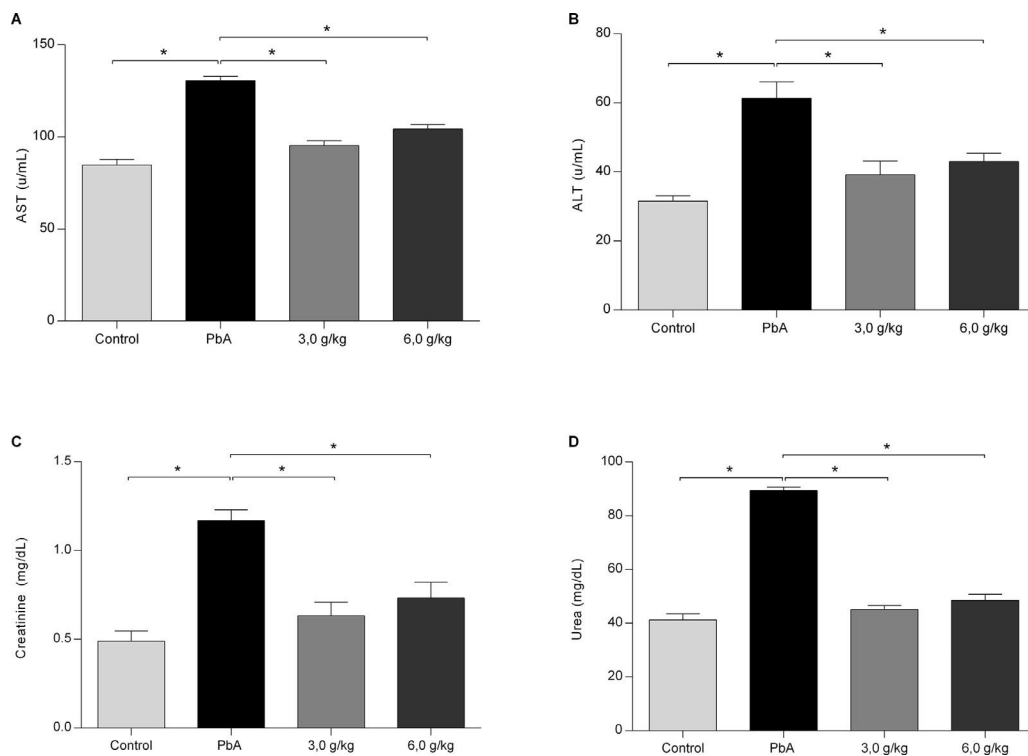 A
AST (u/mL)
150
100
50
0
* * *
Control PbA 3,0 g/kg 6,0 g/kg
B
ALT (u/mL)
80
60
40
20
0
* * *
Control PbA 3,0 g/kg 6,0 g/kg
C
Creatinine (mg/dL)
1.5
1.0
0.5
0.0
* * *
Control PbA 3,0 g/kg 6,0 g/kg
D
Urea (mg/dL)
100
80
60
40
20
0
* * *
Control PbA 3,0 g/kg 6,0 g/kg